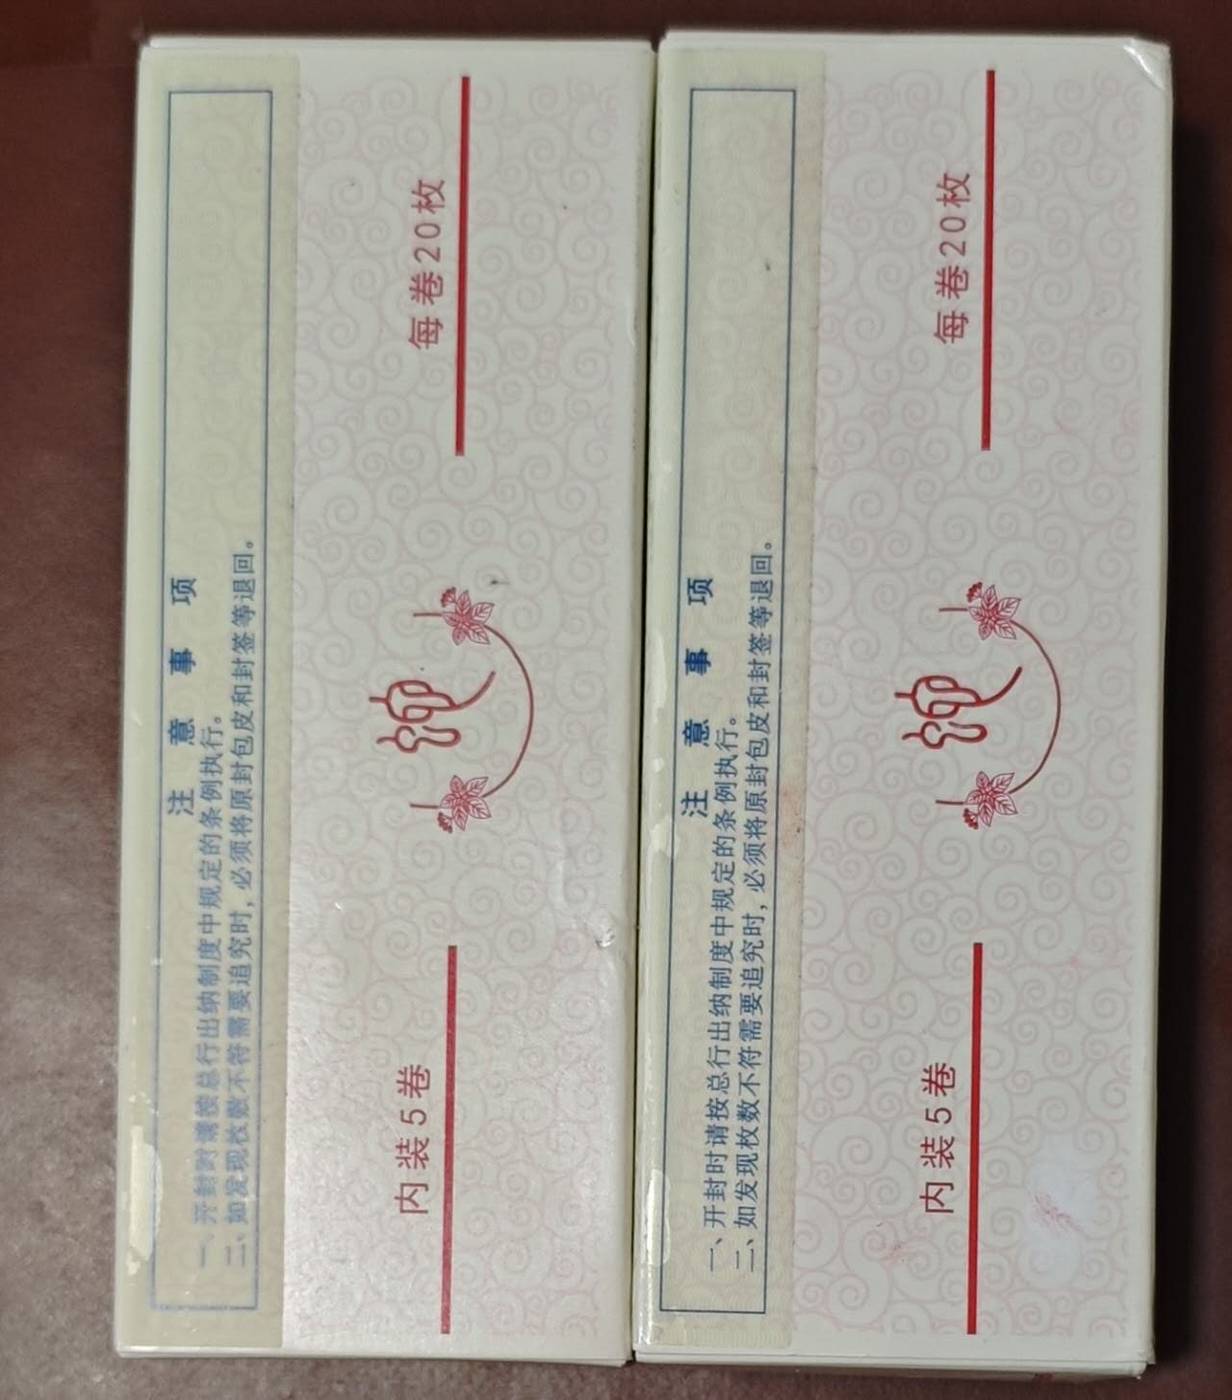 注意事项
一、开封时请按总行出纳制度中规定的条例执行。
二、如发现枚数不符需要追究时，必须将原封包皮和封签等退回。
内装5卷
每卷20枚
注意事项
一、开封时请按总行出纳制度中规定的条例执行。
二、如发现枚数不符需要追究时，必须将原封包皮和封签等退回。
内装5卷
每卷20枚